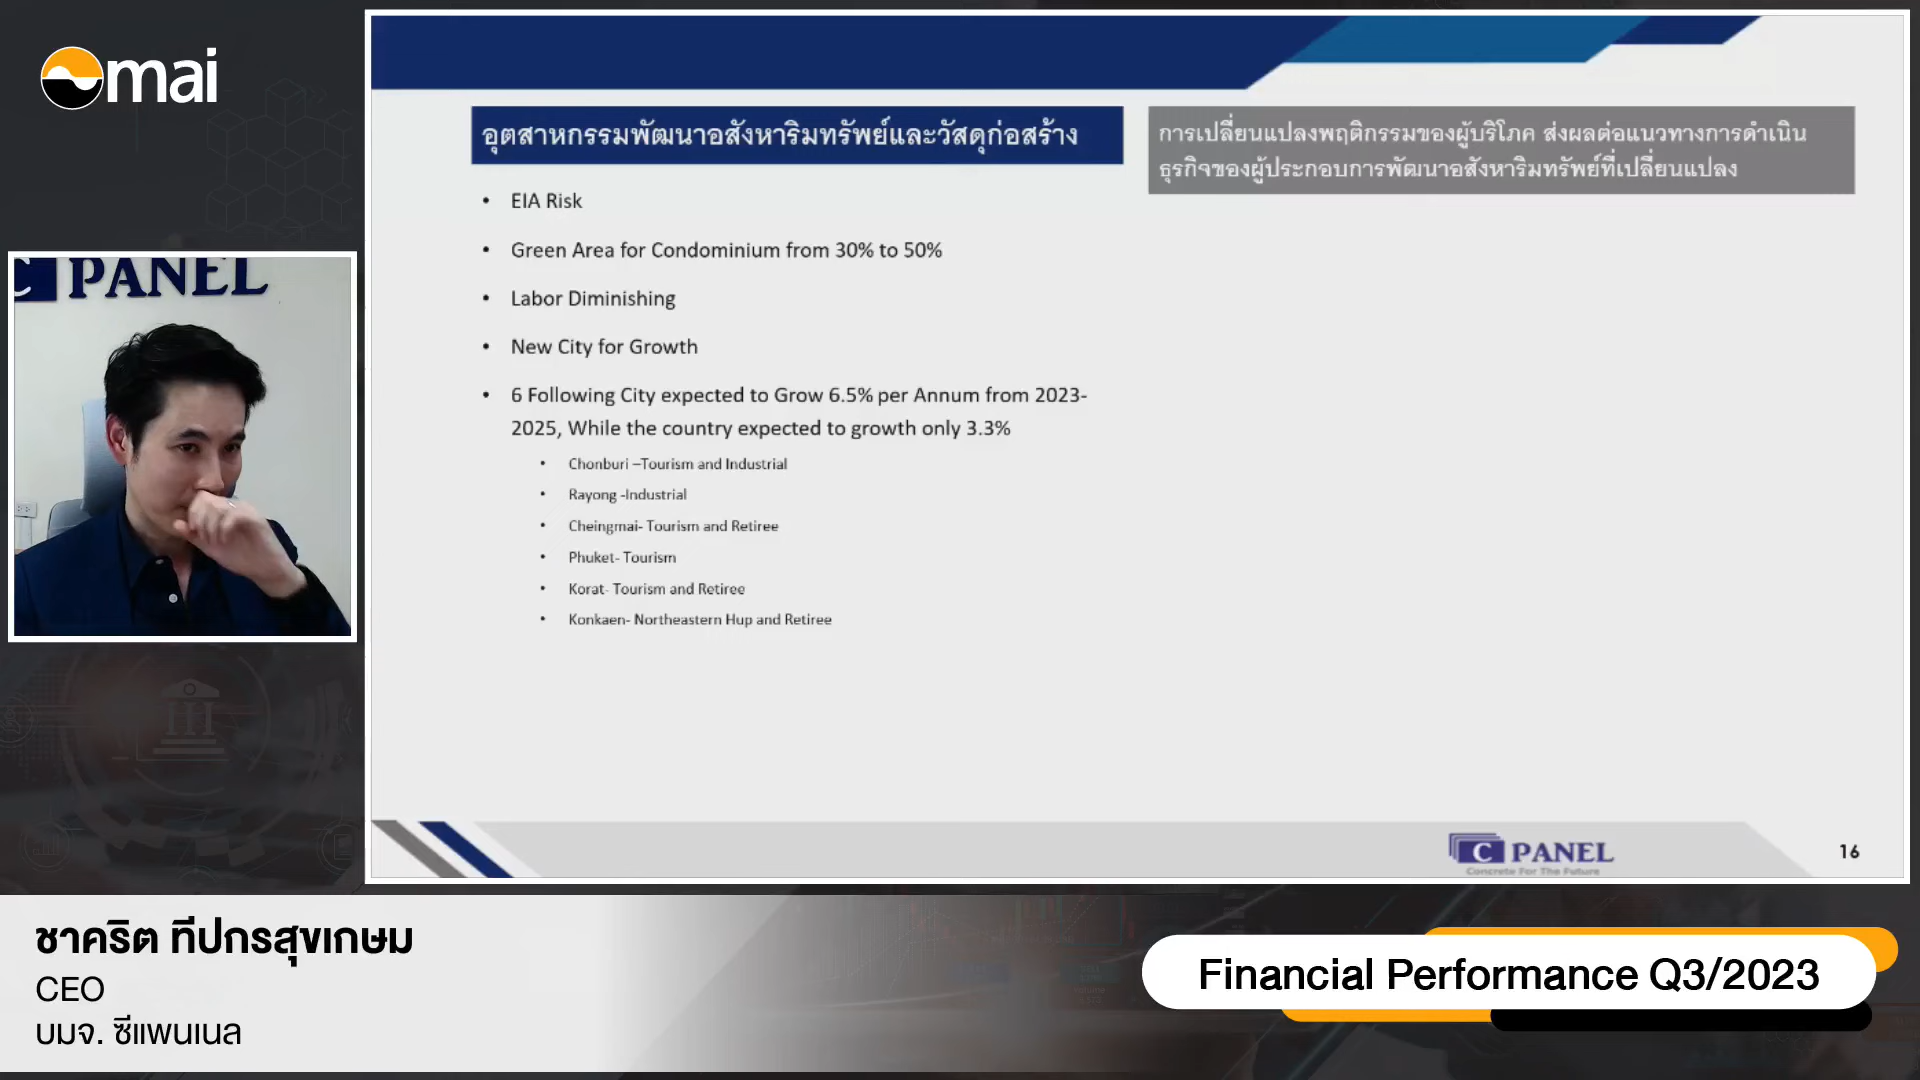 mai
C PANEL
อุตสาหกรรมพัฒนาอสังหาริมทรัพย์และวัสดุก่อสร้าง
• EIA Risk
• Green Area for Condominium from 30% to 50%
• Labor Diminishing
• New City for Growth
• 6 Following City expected to Grow 6.5% per Annum from 2023-
2025, While the country expected to growth only 3.3%
• Chonburi –Tourism and Industrial
• Rayong -Industrial
• Cheingmai- Tourism and Retiree
• Phuket- Tourism
• Korat- Tourism and Retiree
• Konkaen- Northeastern Hup and Retiree
การเปลี่ยนแปลงพฤติกรรมของผู้บริโภค ส่งผลต่อแนวทางการดำเนิน
ธุรกิจของผู้ประกอบการพัฒนาอสังหาริมทรัพย์ที่เปลี่ยนแปลง
C PANEL
Concrete For The Future
16
ชาคริต ทีปกรสุขเกษม
CEO
บมจ. ซีแพนเนล
Financial Performance Q3/2023